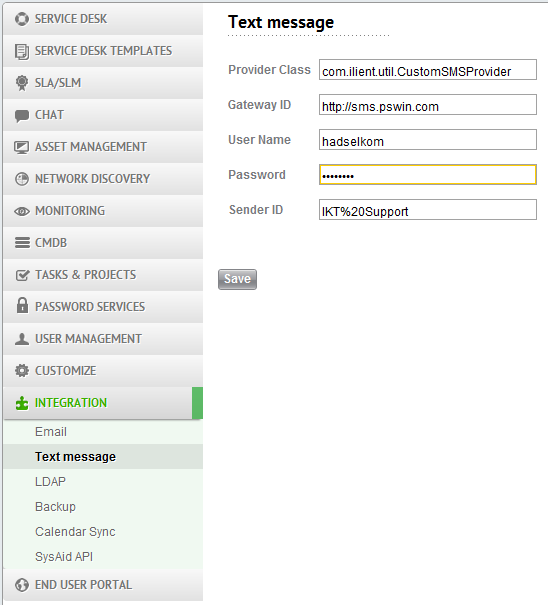 SERVICE DESK
SERVICE DESK TEMPLATES
SLA/SLM
CHAT
ASSET MANAGEMENT
NETWORK DISCOVERY
MONITORING
CMDB
TASKS & PROJECTS
PASSWORD SERVICES
USER MANAGEMENT
CUSTOMIZE
INTEGRATION
Email
Text message
LDAP
Backup
Calendar Sync
SysAid API
END USER PORTAL
Text message
Provider Class com.ilient.util.CustomSMSProvider
Gateway ID http://sms.pswin.com
User Name hadselkom
Password ••••••••
Sender ID IKT%20Support
Save